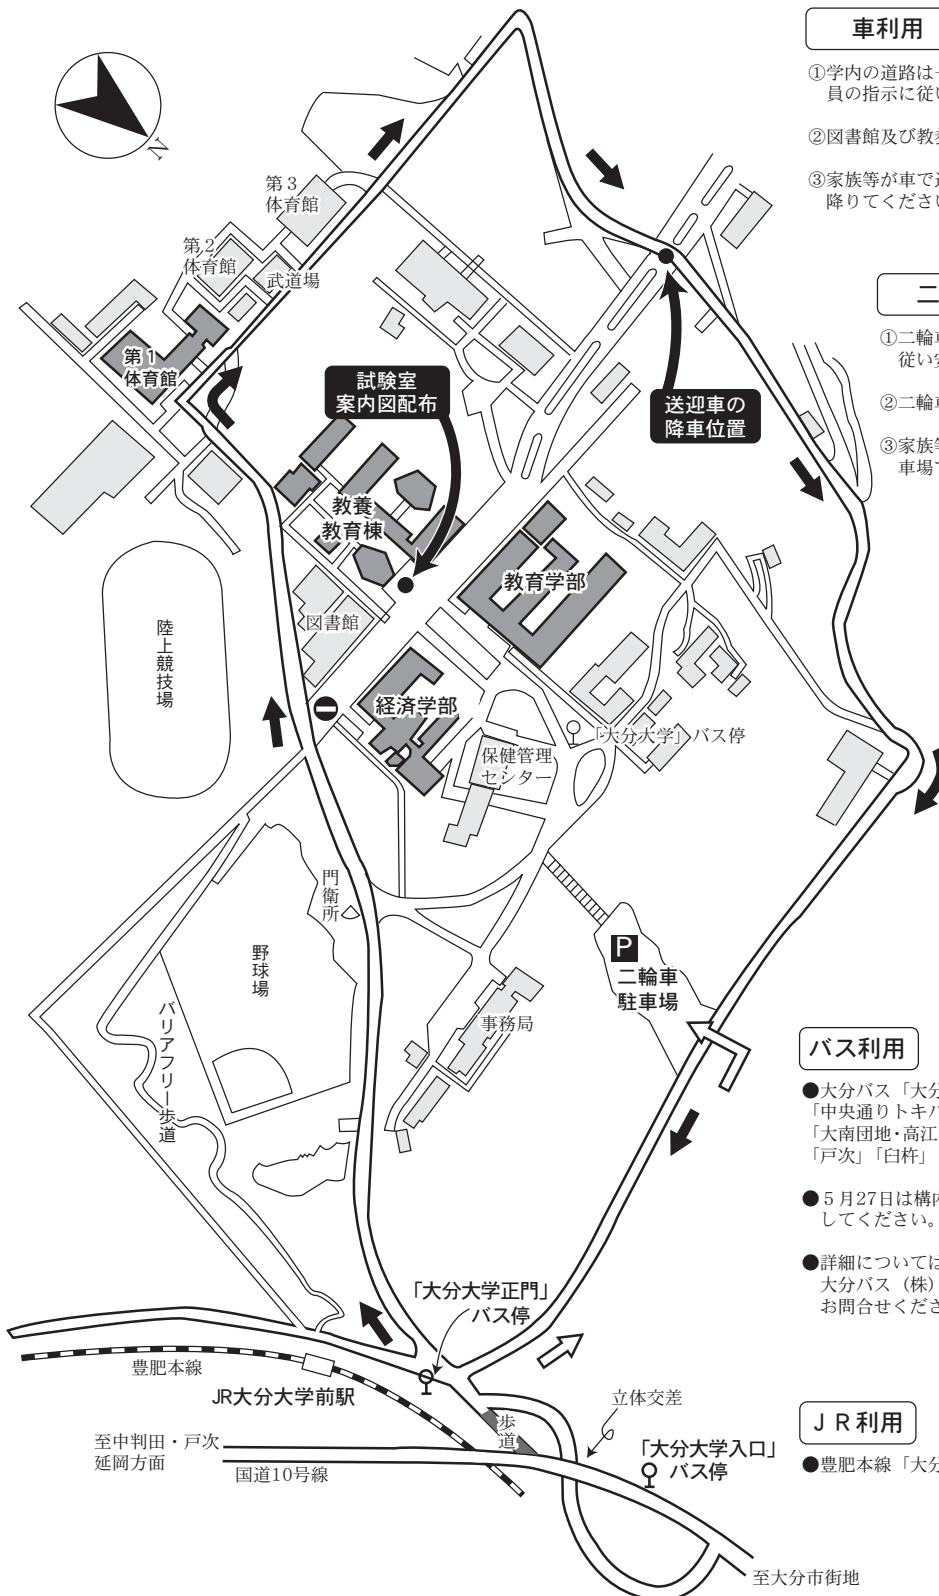 車利用
①学内の道路は
員の指示に従い
②図書館及び教
③家族等が車で
降りてください
N
第３
体育館
第２
体育館
武道場
第１
体育館
試験室
案内図配布
送迎車の
降車位置
二
①二輪車
従い
②二輪車
③家族等
車場
教養
教育棟
教育学部
図書館
陸上競技場
経済学部
「大分大学」バス停
保健管理
センター
門衛所
野球場
P
二輪車
駐車場
事務局
バリアフリー歩道
バス利用
●大分バス「大分
「中央通りトキハ
「大南団地・高江
「戸次」「臼杵」
●５月27日は構内
してください。
●詳細については
大分バス（株）
お問合せくださ
「大分大学正門」
バス停
豊肥本線
JR大分大学前駅
歩道
立体交差
至中判田・戸次
延岡方面
国道10号線
「大分大学入口」
バス停
ＪＲ利用
●豊肥本線「大分
至大分市街地